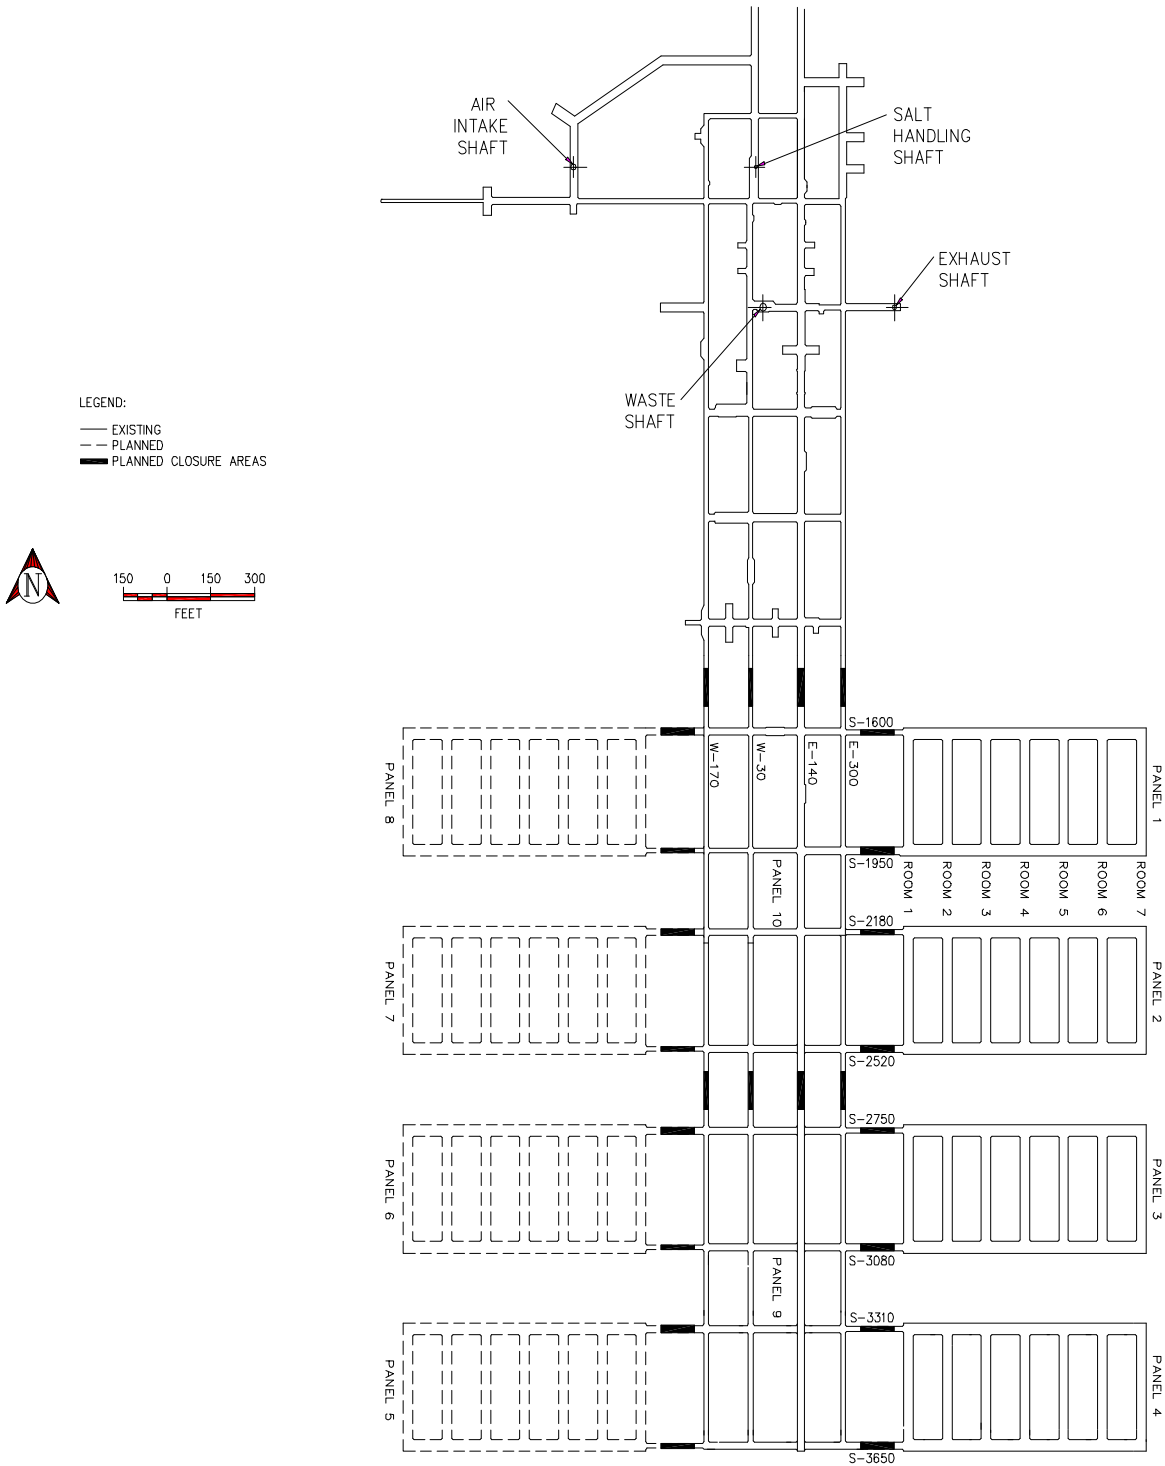 AIR
INTAKE
SHAFT
SALT
HANDLING
SHAFT
EXHAUST
SHAFT
WASTE
SHAFT
LEGEND:
EXISTING
PLANNED
PLANNED CLOSURE AREAS
N
150 0 150 300
FEET
S-1600
W-170
W-30
E-140
E-300
PANEL 8
PANEL 1
S-1950
PANEL 10
ROOM 1
ROOM 2
ROOM 3
ROOM 4
ROOM 5
ROOM 6
ROOM 7
S-2180
PANEL 7
PANEL 2
S-2520
S-2750
PANEL 6
PANEL 3
S-3080
PANEL 9
S-3310
PANEL 5
PANEL 4
S-3650